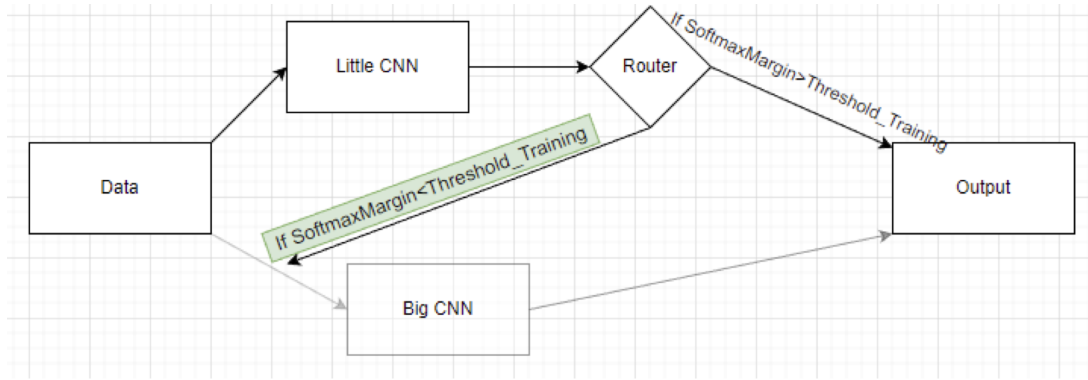 Little CNN
Router
If SoftmaxMargin>Threshold_Training
If SoftmaxMargin<Threshold_Training
Data
Output
Big CNN